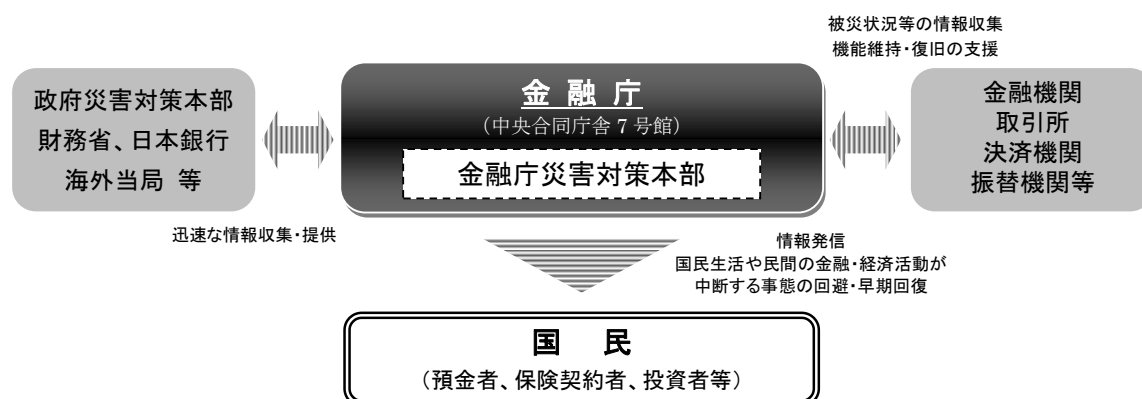 被災状況等の情報収集
機能維持・復旧の支援
政府災害対策本部
財務省、日本銀行
海外当局 等
金 融 庁
（中央合同庁舎 7 号館）
金融庁災害対策本部
金融機関
取引所
決済機関
振替機関等
迅速な情報収集・提供
情報発信
国民生活や民間の金融・経済活動が
中断する事態の回避・早期回復
国 民
（預金者、保険契約者、投資者等）